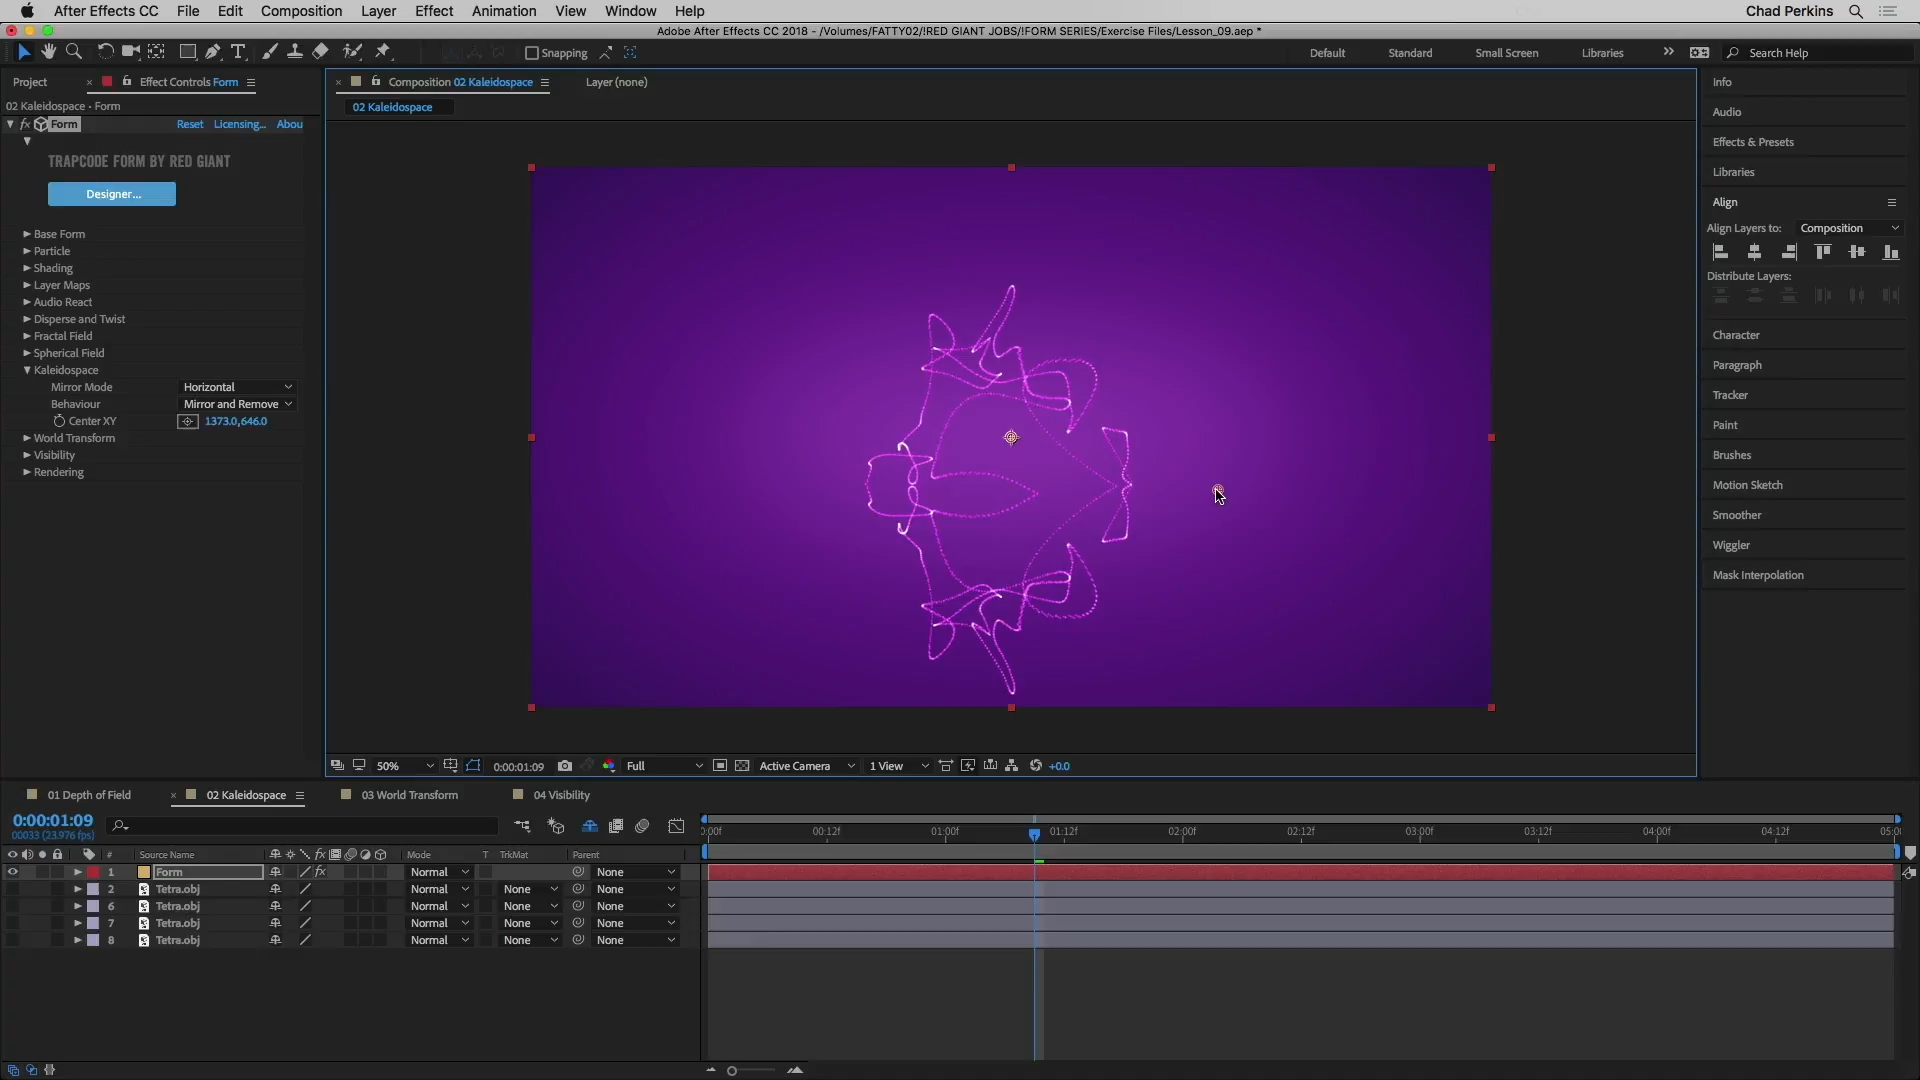 After Effects CC File Edit Composition Layer Effect Animation View Window Help Chad Perkins
Adobe After Effects CC 2018 - /Volumes/FATTY02/!RED GIANT JOBS/!FORM SERIES/Exercise Files/Lesson_09.aep *
Snapping Default Standard Small Screen Libraries Search Help
Project Effect Controls Form Composition 02 Kaleidospace Layer (none)
02 Kaleidospace • Form
02 Kaleidospace
fx Form Reset Licensing... Abou
TRAPCODE FORM BY RED GIANT
Designer...
Base Form
Particle
Shading
Layer Maps
Audio React
Disperse and Twist
Fractal Field
Spherical Field
Kaleidospace
Mirror Mode Horizontal
Behaviour Mirror and Remove
Center XY 1373.0,646.0
World Transform
Visibility
Rendering
Info
Audio
Effects & Presets
Libraries
Align
Align Layers to: Composition
Distribute Layers:
Character
Paragraph
Tracker
Paint
Brushes
Motion Sketch
Smoother
Wiggler
Mask Interpolation
50% 0:00:01:09 Full Active Camera 1 View +0.0
01 Depth of Field 02 Kaleidospace 03 World Transform 04 Visibility
0:00:01:09
00033 (23.976 fps)
0:00f 00:12f 01:00f 01:12f 02:00f 02:12f 03:00f 03:12f 04:00f 04:12f 05:0
# Source Name fx Mode T TrkMat Parent
1 Form fx Normal None
2 Tetra.obj Normal None None
6 Tetra.obj Normal None None
7 Tetra.obj Normal None None
8 Tetra.obj Normal None None